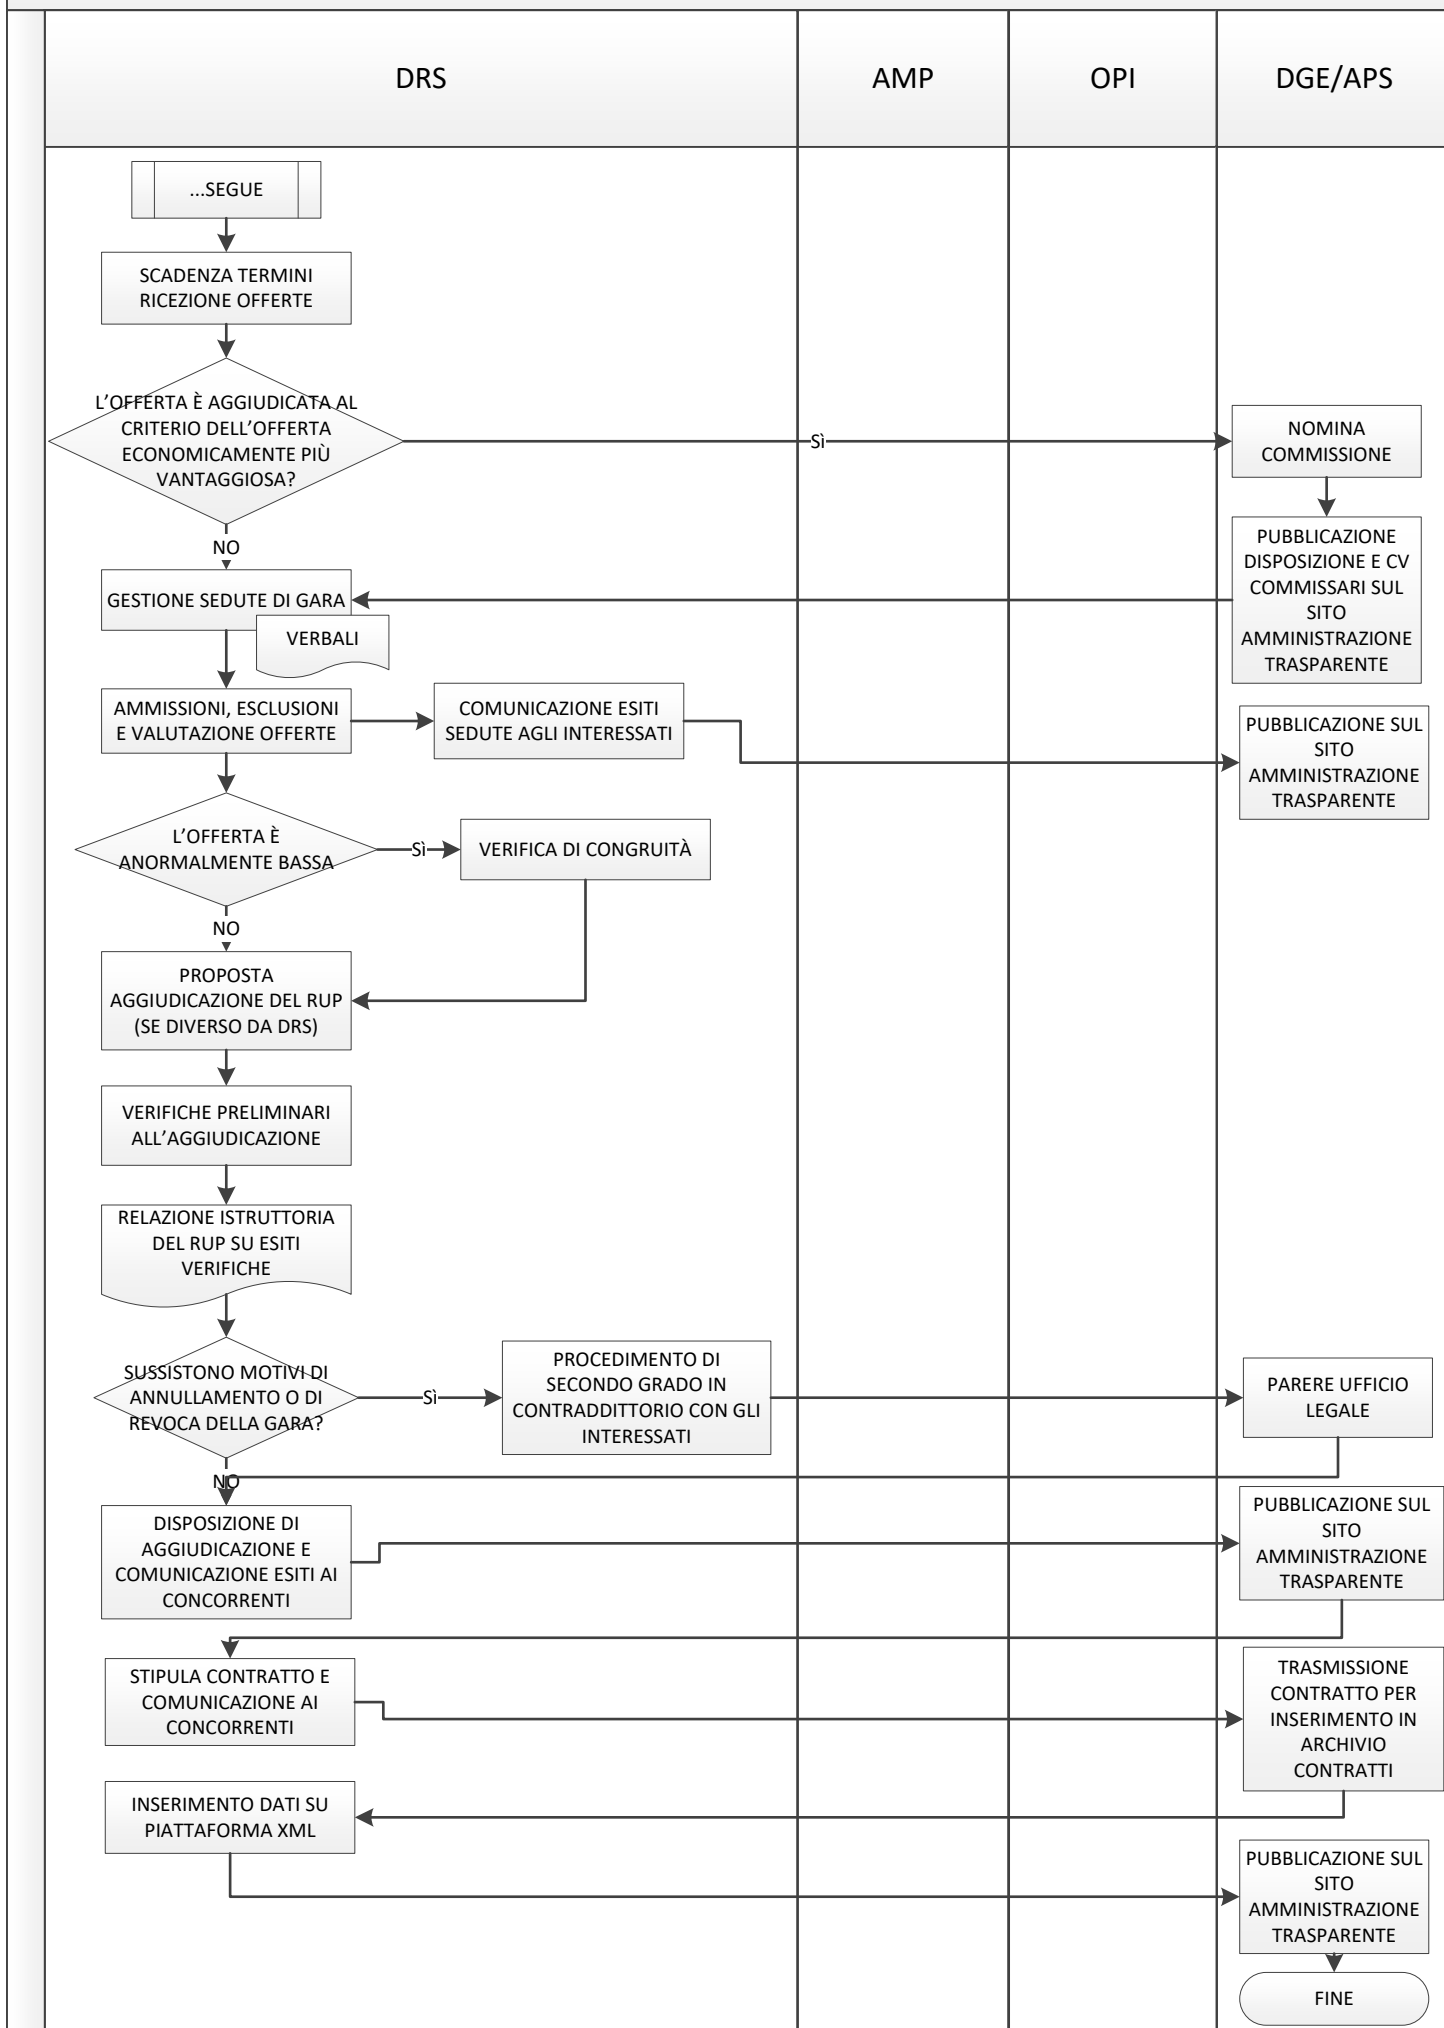 DRS
AMP
OPI
DGE/APS
...SEGUE
SCADENZA TERMINI
RICEZIONE OFFERTE
L’OFFERTA È AGGIUDICATA AL
CRITERIO DELL’OFFERTA
ECONOMICAMENTE PIÙ
VANTAGGIOSA?
Sì
NOMINA
COMMISSIONE
NO
PUBBLICAZIONE
DISPOSIZIONE E CV
COMMISSARI SUL
SITO
AMMINISTRAZIONE
TRASPARENTE
GESTIONE SEDUTE DI GARA
VERBALI
AMMISSIONI, ESCLUSIONI
E VALUTAZIONE OFFERTE
COMUNICAZIONE ESITI
SEDUTE AGLI INTERESSATI
PUBBLICAZIONE SUL
SITO
AMMINISTRAZIONE
TRASPARENTE
L’OFFERTA È
ANORMALMENTE BASSA
Sì
VERIFICA DI CONGRUITÀ
NO
PROPOSTA
AGGIUDICAZIONE DEL RUP
(SE DIVERSO DA DRS)
VERIFICHE PRELIMINARI
ALL’AGGIUDICAZIONE
RELAZIONE ISTRUTTORIA
DEL RUP SU ESITI
VERIFICHE
SUSSISTONO MOTIVI DI
ANNULLAMENTO O DI
REVOCA DELLA GARA?
Sì
PROCEDIMENTO DI
SECONDO GRADO IN
CONTRADDITTORIO CON GLI
INTERESSATI
PARERE UFFICIO
LEGALE
NO
DISPOSIZIONE DI
AGGIUDICAZIONE E
COMUNICAZIONE ESITI AI
CONCORRENTI
PUBBLICAZIONE SUL
SITO
AMMINISTRAZIONE
TRASPARENTE
STIPULA CONTRATTO E
COMUNICAZIONE AI
CONCORRENTI
TRASMISSIONE
CONTRATTO PER
INSERIMENTO IN
ARCHIVIO
CONTRATTI
INSERIMENTO DATI SU
PIATTAFORMA XML
PUBBLICAZIONE SUL
SITO
AMMINISTRAZIONE
TRASPARENTE
FINE